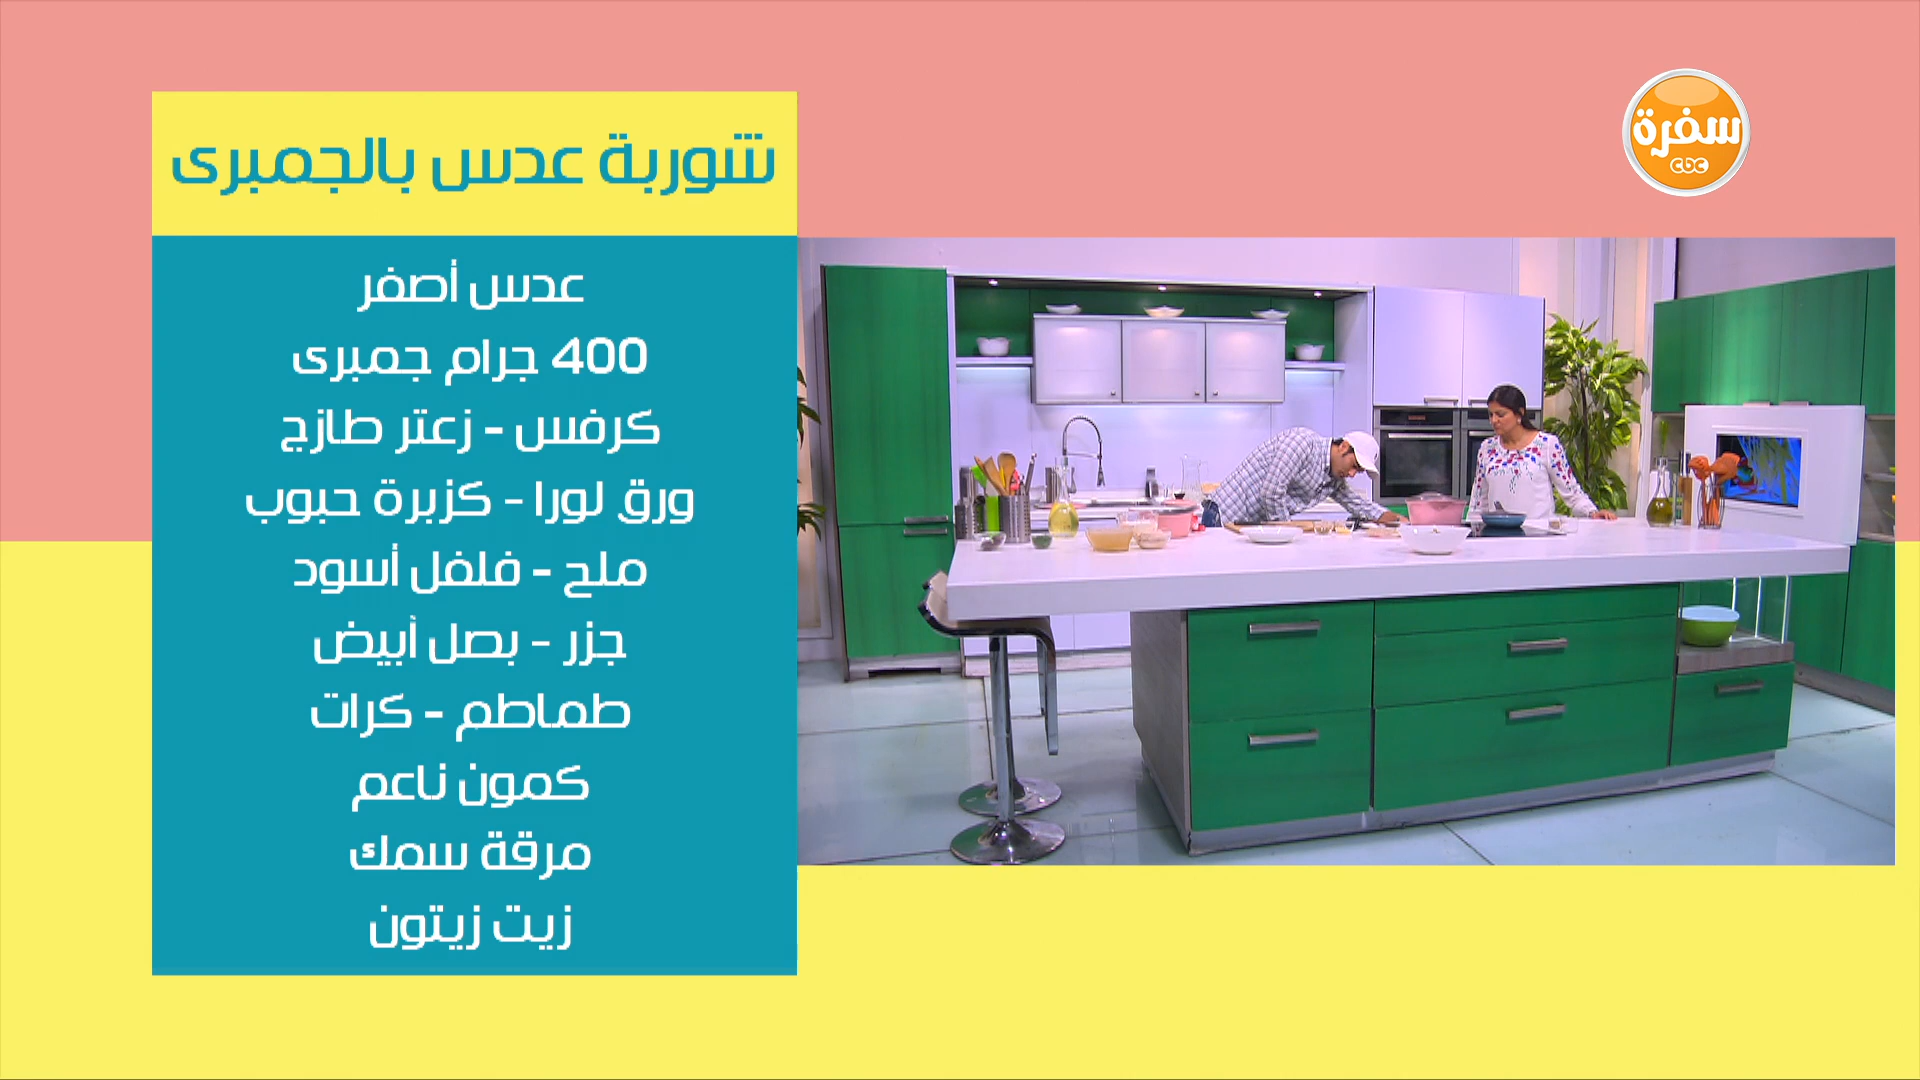 شوربة عدس بالجمبرى
عدس أصفر
400 جرام جمبرى
كرفس - زعتر طازج
ورق لورا - كزبرة حبوب
ملح - فلفل أسود
جزر - بصل أبيض
طماطم - كرات
كمون ناعم
مرقة سمك
زيت زيتون
سفرة
cbc